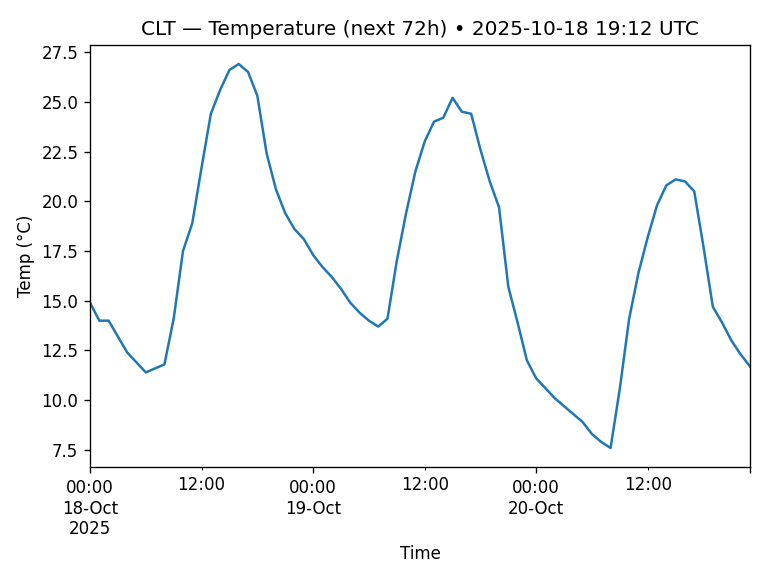 CLT — Temperature (next 72h) • 2025-10-18 19:12 UTC
27.5
25.0
22.5
20.0
17.5
15.0
12.5
10.0
7.5
Temp (°C)
00:00 12:00 00:00 12:00 00:00 12:00
18-Oct 19-Oct 20-Oct
2025
Time